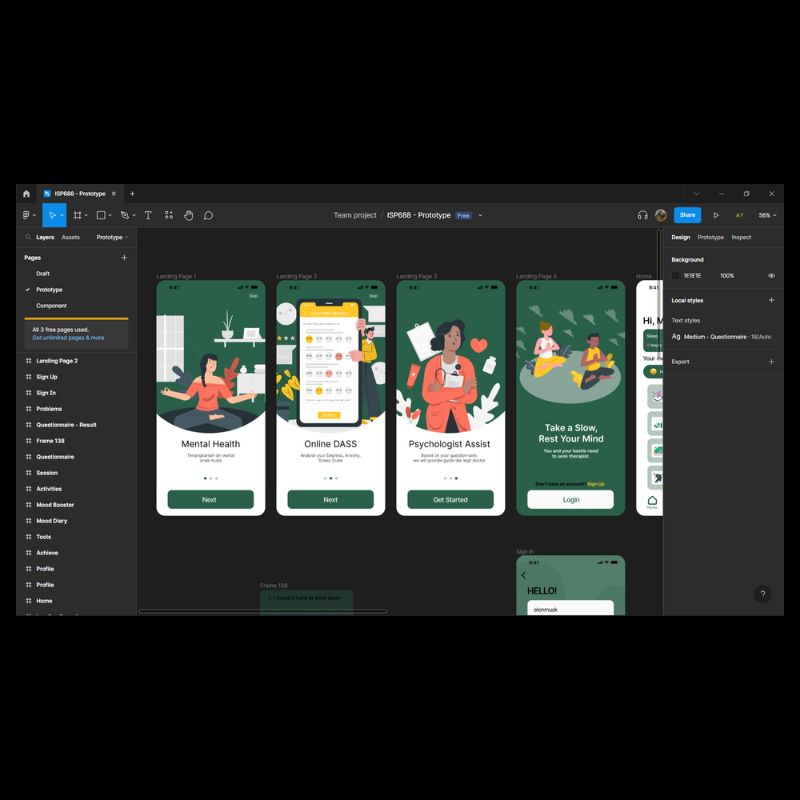 ISP688 - Prototype
Team project / ISP688 - Prototype Free
Share
A?
56%
Layers Assets Prototype
Pages
Draft
Prototype
Component
All 3 free pages used.
Get unlimited pages & more
Landing Page 2
Sign Up
Sign In
Problems
Questionnaire - Result
Frame 138
Questionnaire
Session
Activities
Mood Booster
Mood Diary
Tools
Achieve
Profile
Profile
Home
Landing Page 1
9:41
Skip
Mental Health
Terangkanlah diri wahai
anak muda
Next
Landing Page 2
9:41
Skip
Online DASS
Analyse your Depress, Anxiety,
Stress Scale
Next
Landing Page 3
9:41
Psychologist Assist
Based on your questionnaire,
we will provide guide like legit doctor
Get Started
Landing Page 4
9:41
Take a Slow,
Rest Your Mind
You and your bestie need
to seek therapist.
Don't have an account? Sign Up
Login
Home
9:41
Hi, M
Sleep
Home
Frame 138
1. I found it hard to wind down
Sign In
9:41
HELLO!
olonmusk
Design Prototype Inspect
Background
1E1E1E 100%
Local styles
Text styles
Ag Medium - Questionnaire · 18/Auto
Export
?